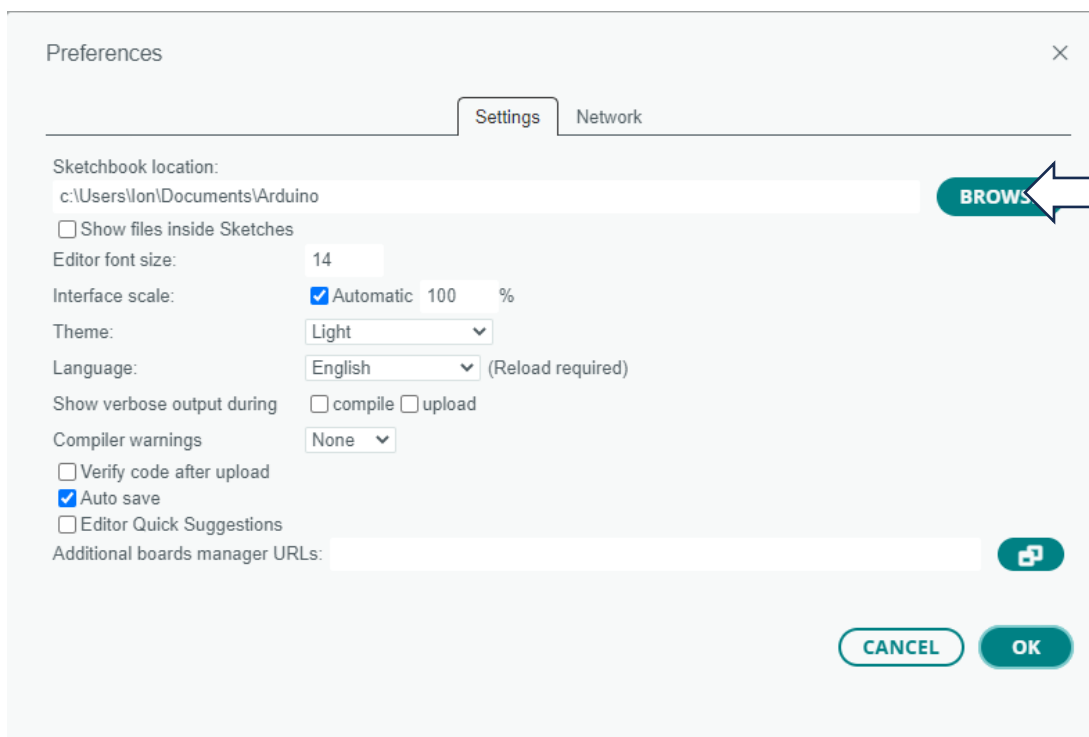 Preferences
Settings Network
Sketchbook location:
c:\Users\Ion\Documents\Arduino
BROWS
Show files inside Sketches
Editor font size: 14
Interface scale: Automatic 100 %
Theme: Light
Language: English (Reload required)
Show verbose output during compile upload
Compiler warnings None
Verify code after upload
Auto save
Editor Quick Suggestions
Additional boards manager URLs:
CANCEL OK